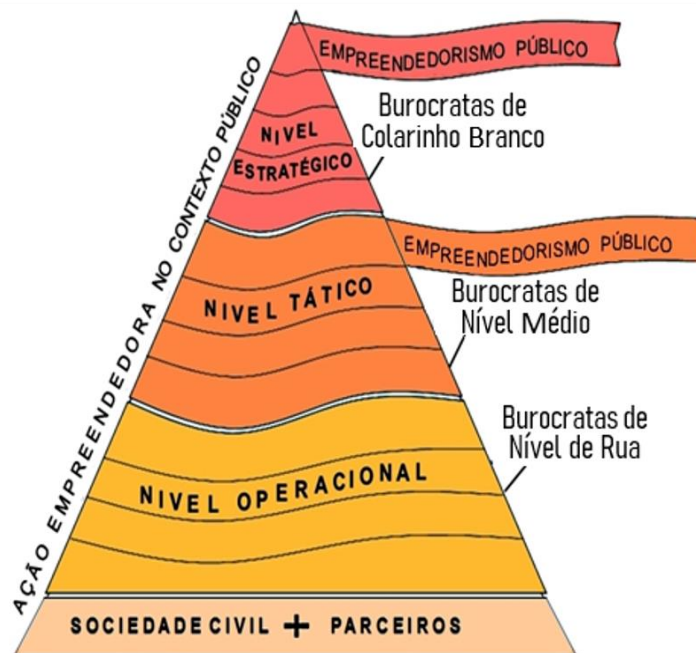 EMPREENDEDORISMO PÚBLICO
AÇÃO EMPREENDEDORA NO CONTEXTO PÚBLICO
Burocratas de
Colarinho Branco
NIVEL
ESTRATÉGICO
EMPREENDEDORISMO PÚBLICO
NIVEL TÁTICO
Burocratas de
Nível Médio
Burocratas de
Nível de Rua
NIVEL OPERACIONAL
SOCIEDADE CIVIL + PARCEIROS